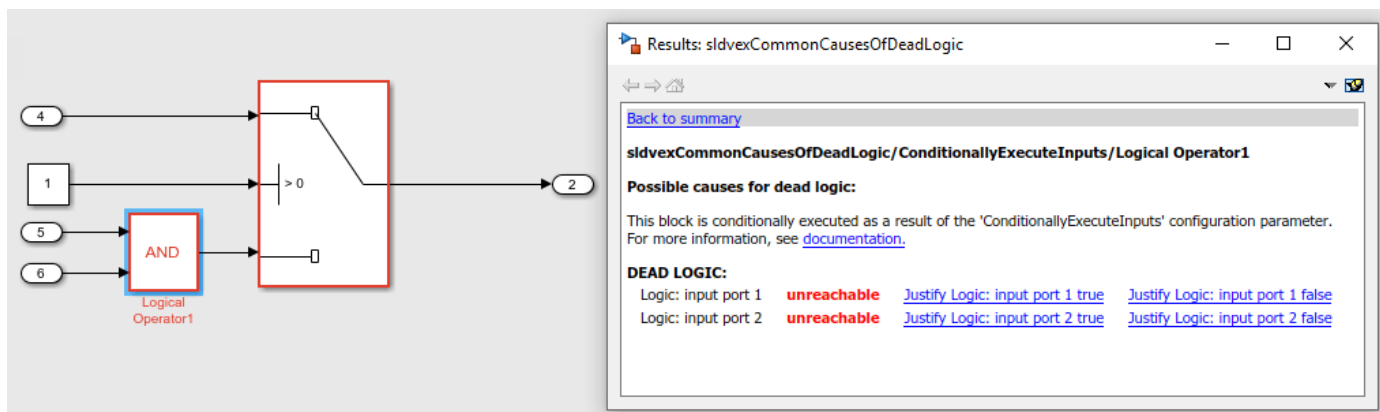 4
1
> 0
2
5
6
AND
Logical
Operator1
Results: sldvexCommonCausesOfDeadLogic
Back to summary
sldvexCommonCausesOfDeadLogic/ConditionallyExecuteInputs/Logical Operator1
Possible causes for dead logic:
This block is conditionally executed as a result of the 'ConditionallyExecuteInputs' configuration parameter.
For more information, see documentation.
DEAD LOGIC:
Logic: input port 1 unreachable Justify Logic: input port 1 true Justify Logic: input port 1 false
Logic: input port 2 unreachable Justify Logic: input port 2 true Justify Logic: input port 2 false